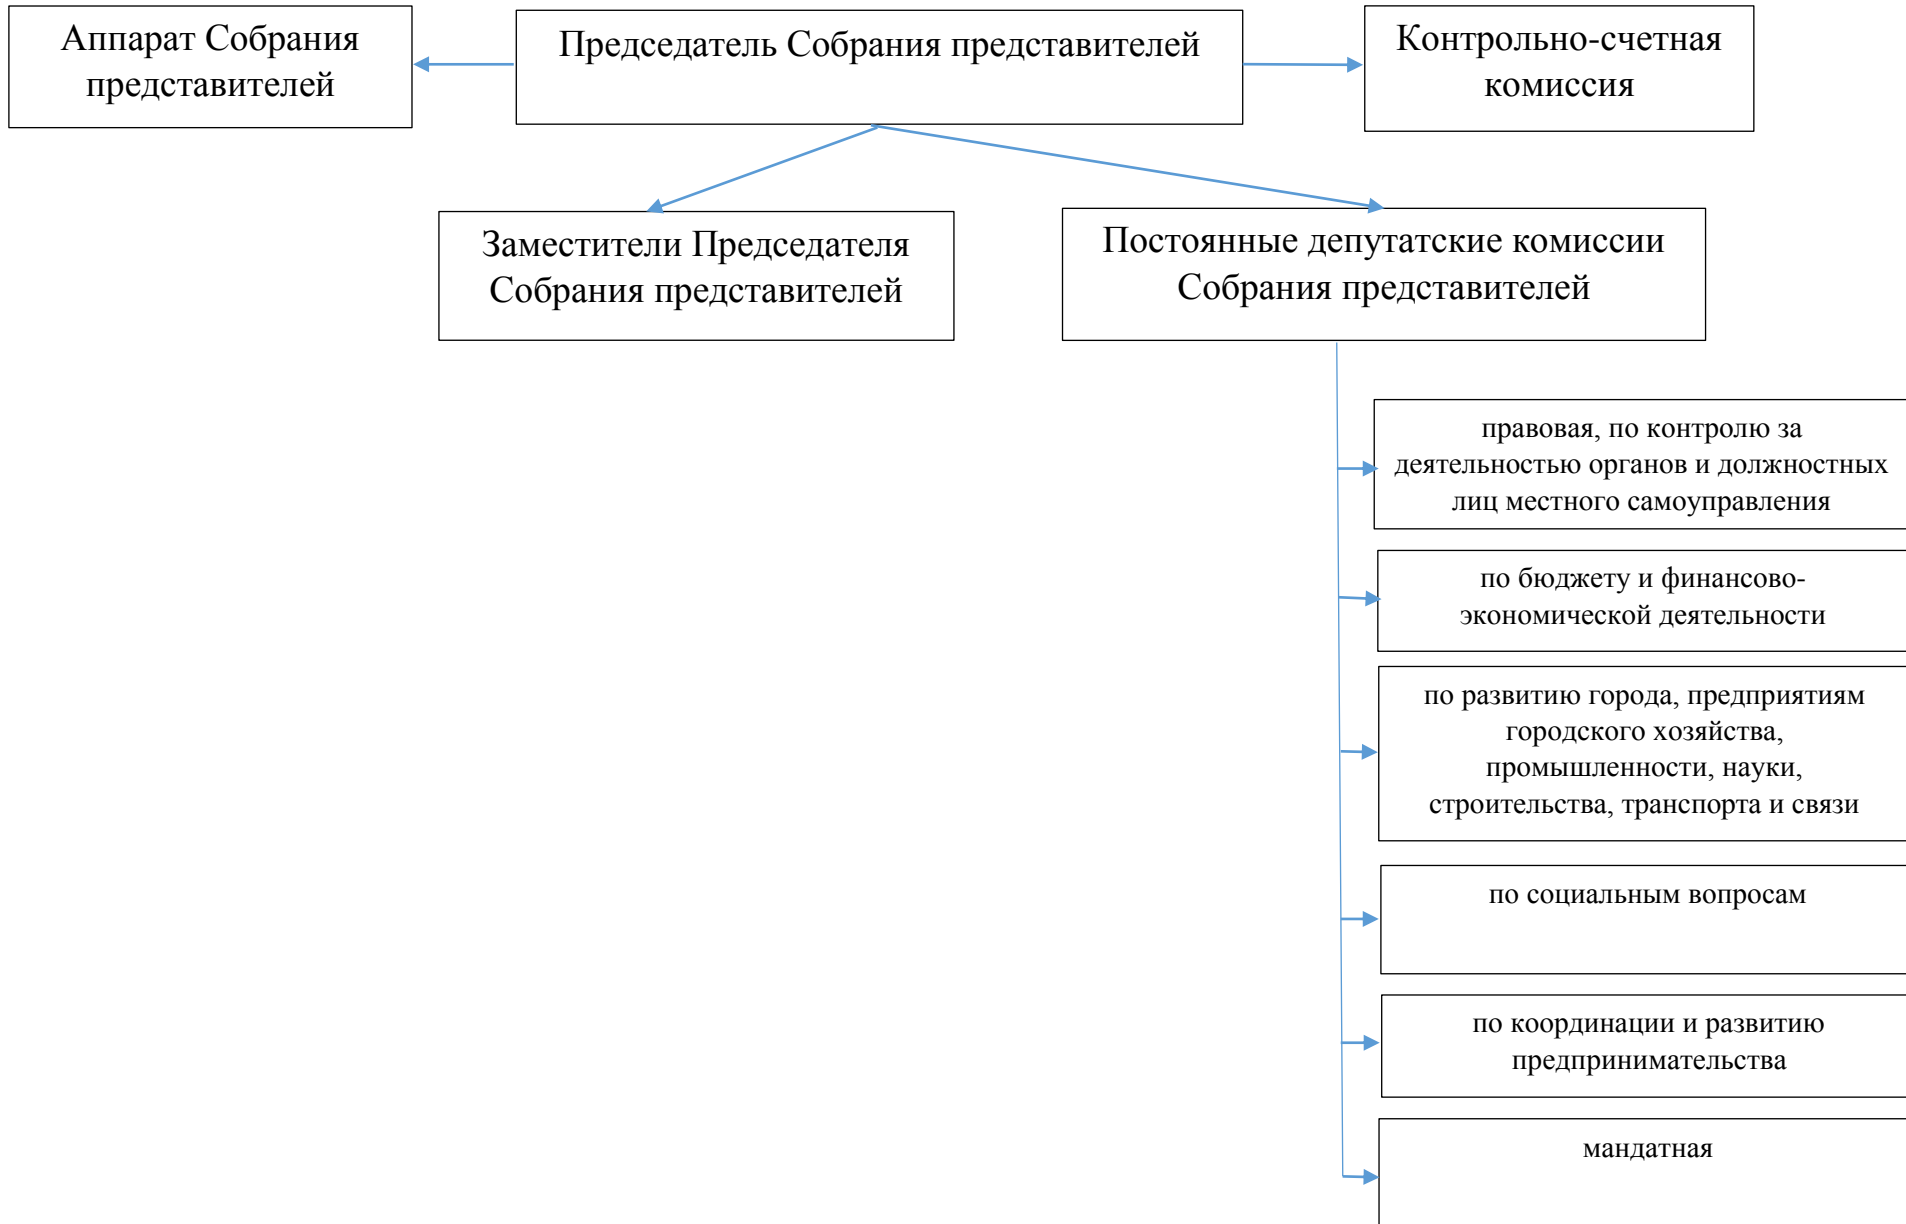 Аппарат Собрания
представителей
Председатель Собрания представителей
Контрольно-счетная
комиссия
Заместители Председателя
Собрания представителей
Постоянные депутатские комиссии
Собрания представителей
правовая, по контролю за
деятельностью органов и должностных
лиц местного самоуправления
по бюджету и финансово-
экономической деятельности
по развитию города, предприятиям
городского хозяйства,
промышленности, науки,
строительства, транспорта и связи
по социальным вопросам
по координации и развитию
предпринимательства
мандатная